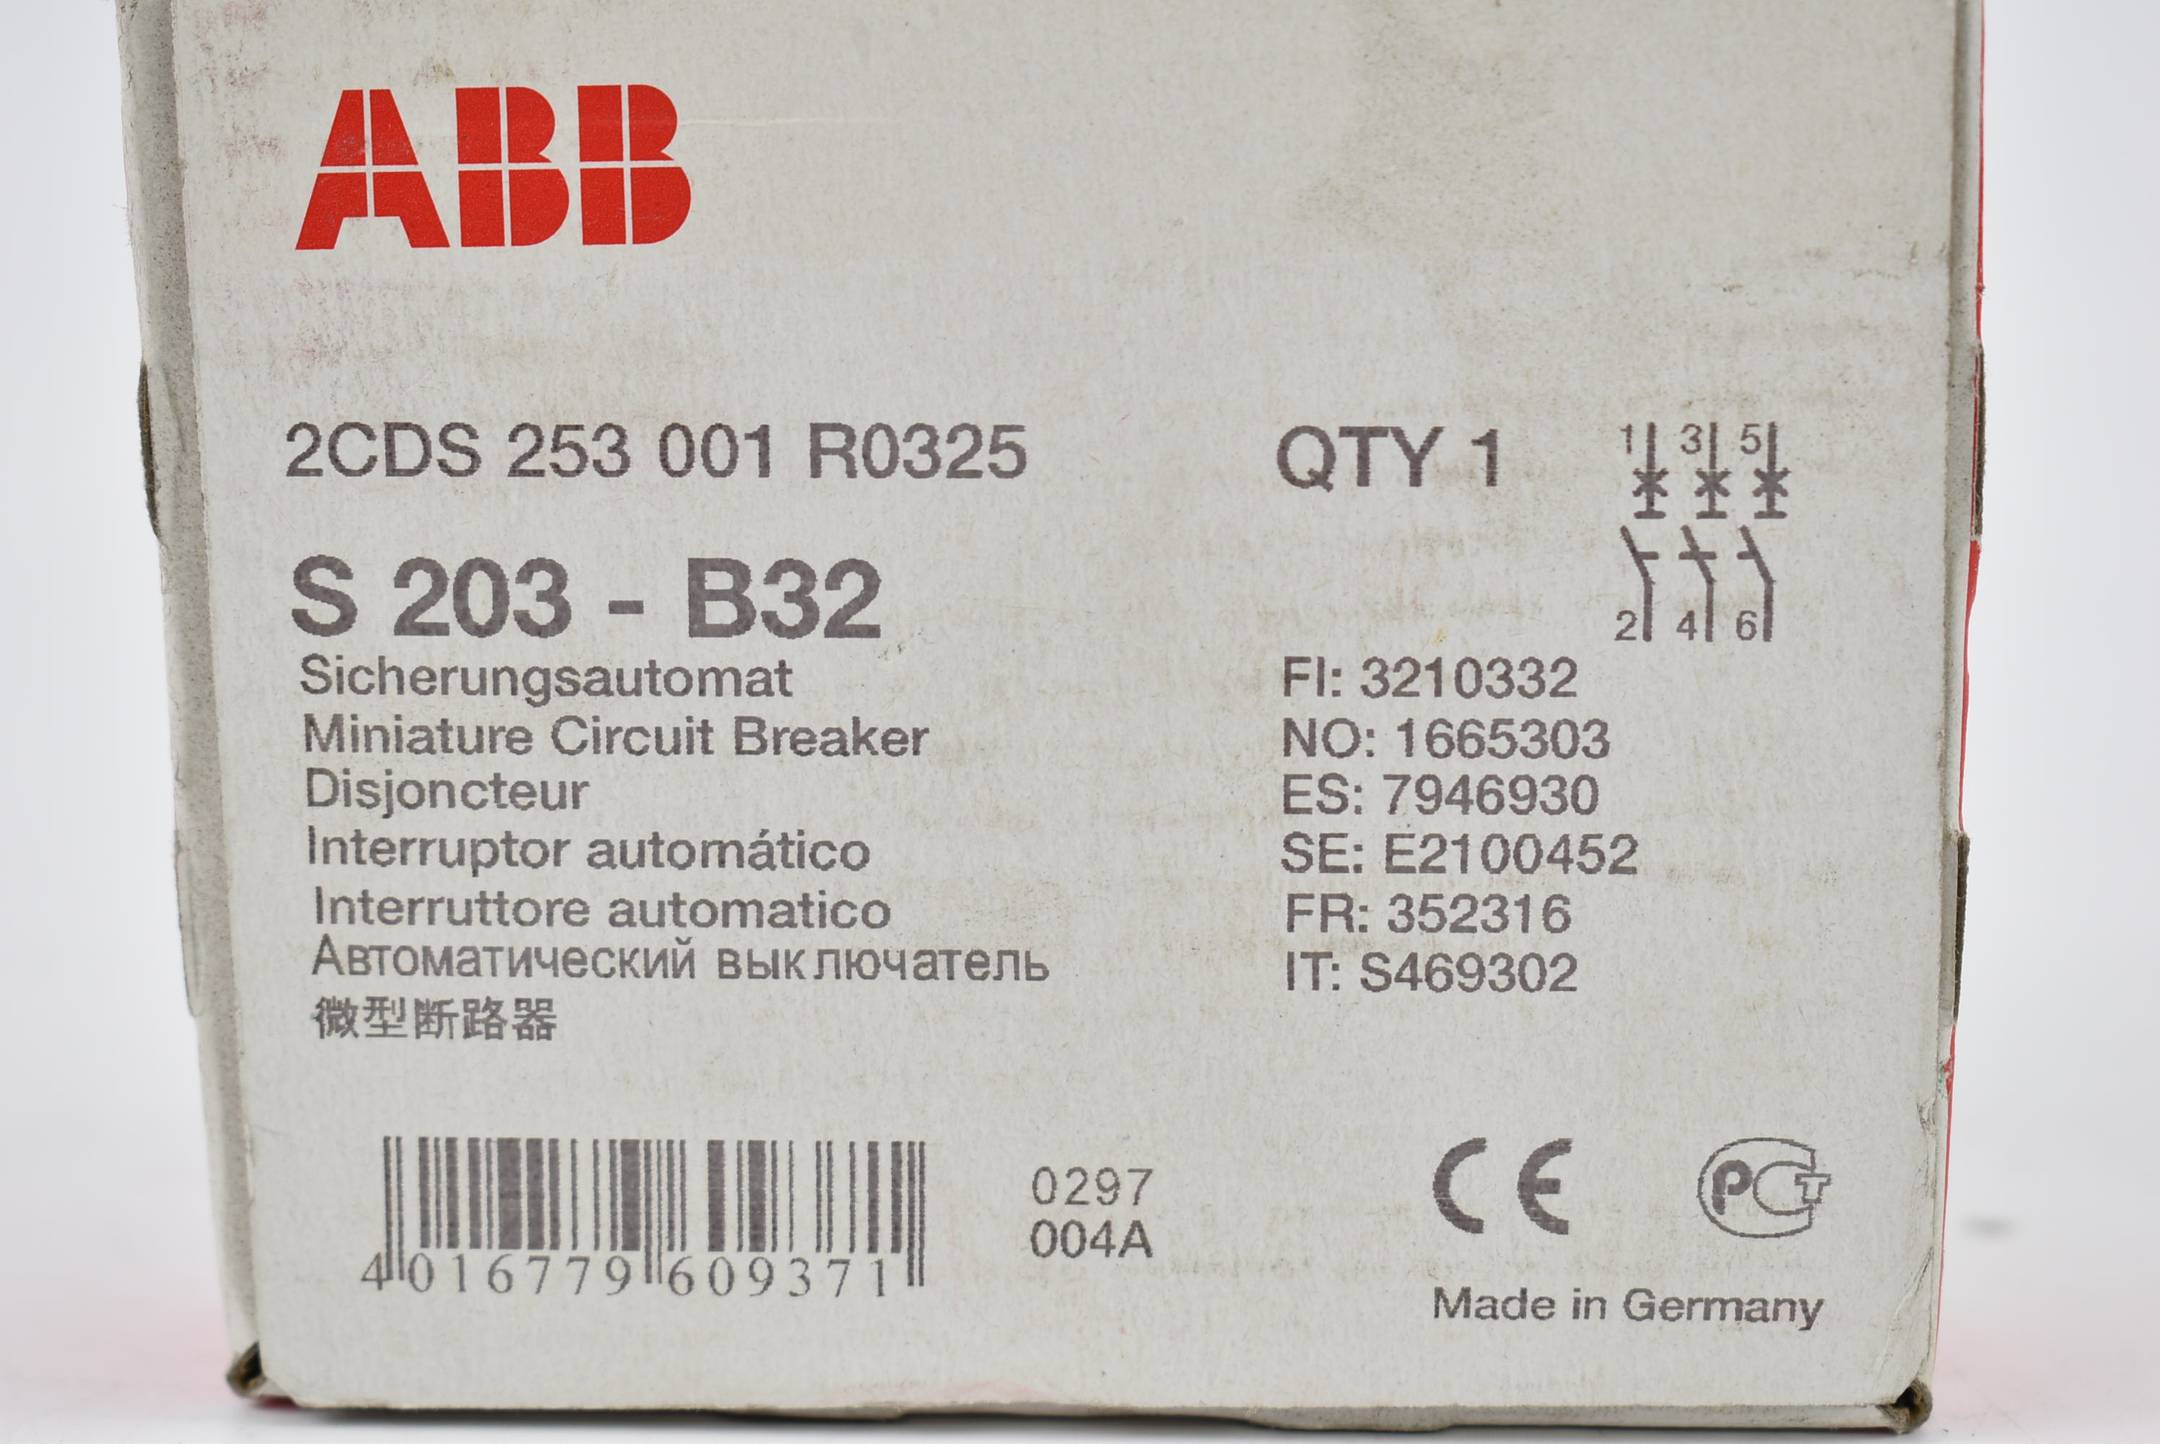 ABB
2CDS 253 001 R0325
QTY 1
1 3 5
2 4 6
S 203 - B32
Sicherungsautomat
Miniature Circuit Breaker
Disjoncteur
Interruptor automático
Interruttore automatico
Автоматический выключатель
微型断路器
FI: 3210332
NO: 1665303
ES: 7946930
SE: E2100452
FR: 352316
IT: S469302
4 016779 609371
0297
004A
CE
РСТ
Made in Germany